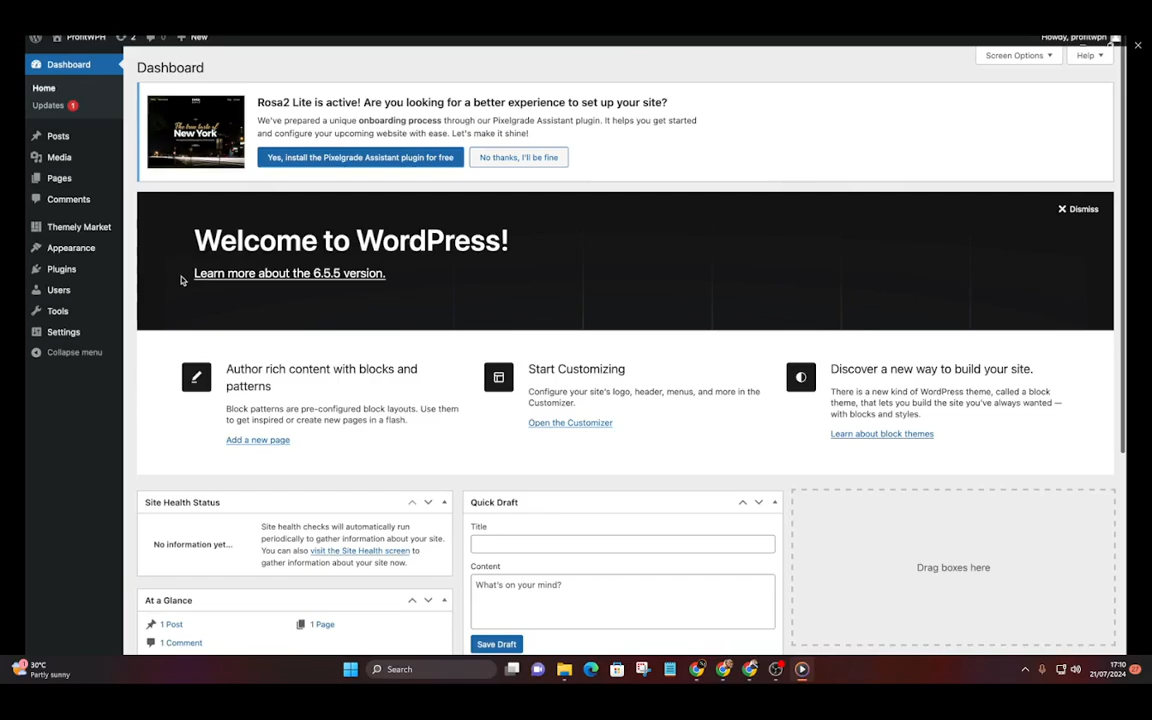 ProfitWPH 2 0 New
Howdy, profitwph
Dashboard
Home
Updates 1
Posts
Media
Pages
Comments
Themely Market
Appearance
Plugins
Users
Tools
Settings
Collapse menu
Dashboard
Screen Options
Help
New York
Rosa2 Lite is active! Are you looking for a better experience to set up your site?
We've prepared a unique onboarding process through our Pixelgrade Assistant plugin. It helps you get started
and configure your upcoming website with ease. Let's make it shine!
Yes, install the Pixelgrade Assistant plugin for free
No thanks, I'll be fine
Dismiss
Welcome to WordPress!
Learn more about the 6.5.5 version.
Author rich content with blocks and
patterns
Block patterns are pre-configured block layouts. Use them
to get inspired or create new pages in a flash.
Add a new page
Start Customizing
Configure your site's logo, header, menus, and more in the
Customizer.
Open the Customizer
Discover a new way to build your site.
There is a new kind of WordPress theme, called a block
theme, that lets you build the site you've always wanted —
with blocks and styles.
Learn about block themes
Site Health Status
No information yet...
Site health checks will automatically run
periodically to gather information about your site.
You can also visit the Site Health screen to
gather information about your site now.
At a Glance
1 Post
1 Page
1 Comment
Quick Draft
Title
Content
What's on your mind?
Save Draft
Drag boxes here
30°C
Partly sunny
Search
17:10
21/07/2024